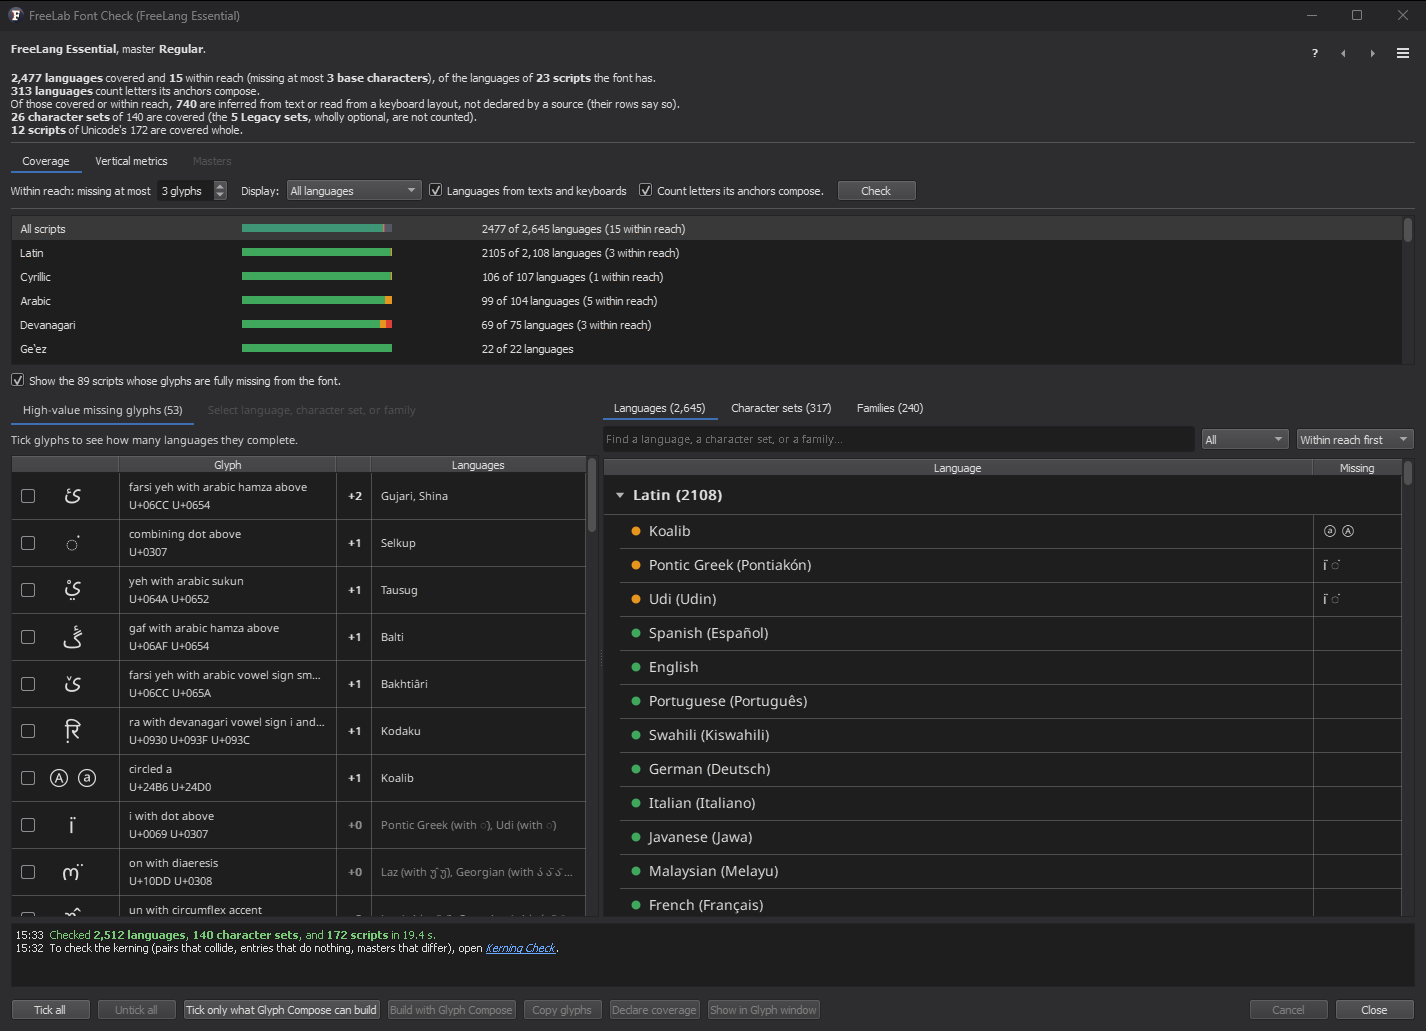 FreeLab Font Check (FreeLang Essential)
FreeLang Essential, master Regular.
?
2,477 languages covered and 15 within reach (missing at most 3 base characters), of the languages of 23 scripts the font has.
313 languages count letters its anchors compose.
Of those covered or within reach, 740 are inferred from text or read from a keyboard layout, not declared by a source (their rows say so).
26 character sets of 140 are covered (the 5 Legacy sets, wholly optional, are not counted).
12 scripts of Unicode's 172 are covered whole.
Coverage Vertical metrics Masters
Within reach: missing at most 3 glyphs Display: All languages Languages from texts and keyboards Count letters its anchors compose. Check
All scripts 2477 of 2,645 languages (15 within reach)
Latin 2105 of 2,108 languages (3 within reach)
Cyrillic 106 of 107 languages (1 within reach)
Arabic 99 of 104 languages (5 within reach)
Devanagari 69 of 75 languages (3 within reach)
Ge'ez 22 of 22 languages
Show the 89 scripts whose glyphs are fully missing from the font.
High-value missing glyphs (53) Select language, character set, or family
Tick glyphs to see how many languages they complete.
Glyph Languages
farsi yeh with arabic hamza above
U+06CC U+0654
+2 Gujari, Shina
combining dot above
U+0307
+1 Selkup
yeh with arabic sukun
U+064A U+0652
+1 Tausug
gaf with arabic hamza above
U+06AF U+0654
+1 Balti
farsi yeh with arabic vowel sign sm...
U+06CC U+065A
+1 Bakhtiâri
ra with devanagari vowel sign i and...
U+0930 U+093F U+093C
+1 Kodaku
Ⓐ ⓐ
circled a
U+24B6 U+24D0
+1 Koalib
i with dot above
U+0069 U+0307
+0 Pontic Greek (with ◌̇), Udi (with ◌̇)
on with diaeresis
U+10DD U+0308
+0
un with circumflex accent
Languages (2,645) Character sets (317) Families (240)
Find a language, a character set, or a family... All Within reach first
Language Missing
Latin (2108)
Koalib ⓐ Ⓐ
Pontic Greek (Pontiakón) i̇ ◌̇
Udi (Udin) i̇ ◌̇
Spanish (Español)
English
Portuguese (Português)
Swahili (Kiswahili)
German (Deutsch)
Italian (Italiano)
Javanese (Jawa)
Malaysian (Melayu)
French (Français)
15:33 Checked 2,512 languages, 140 character sets, and 172 scripts in 19.4 s.
15:32 To check the kerning (pairs that collide, entries that do nothing, masters that differ), open Kerning Check.
Tick all Untick all Tick only what Glyph Compose can build Build with Glyph Compose Copy glyphs Declare coverage Show in Glyph window Cancel Close